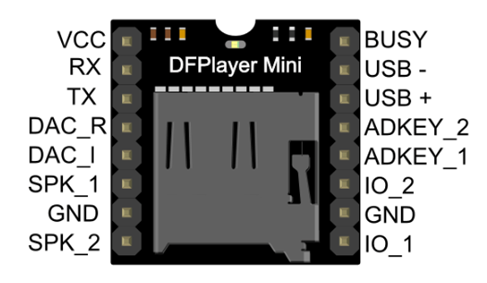 DFPlayer Mini
VCC
RX
TX
DAC_R
DAC_I
SPK_1
GND
SPK_2
BUSY
USB -
USB +
ADKEY_2
ADKEY_1
IO_2
GND
IO_1